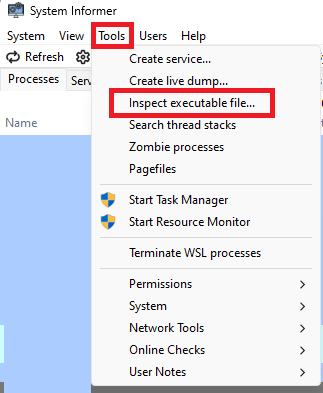 System Informer
System View Tools Users Help
Refresh
Processes
Name
Create service...
Create live dump...
Inspect executable file...
Search thread stacks
Zombie processes
Pagefiles
Start Task Manager
Start Resource Monitor
Terminate WSL processes
Permissions
System
Network Tools
Online Checks
User Notes